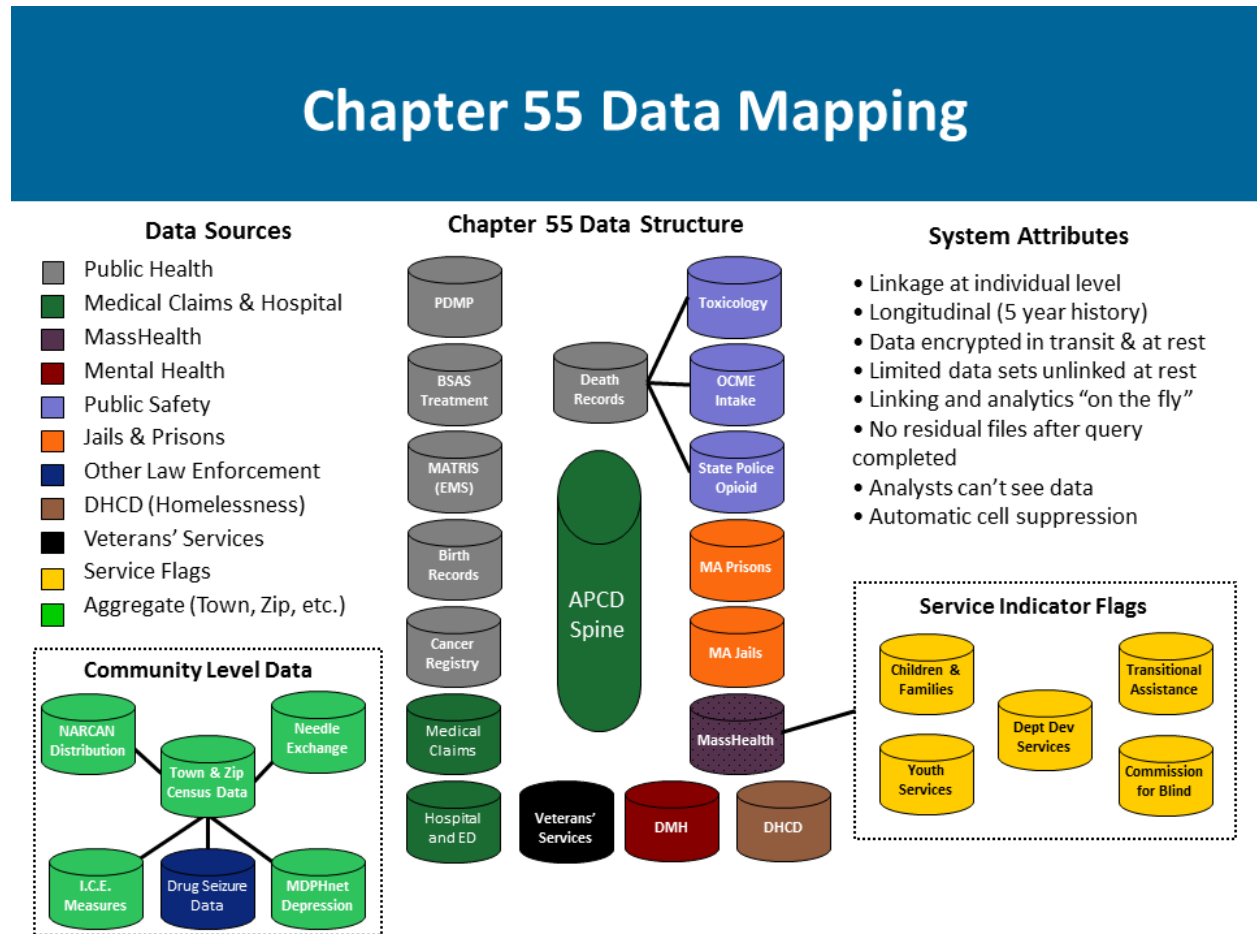 Chapter 55 Data Mapping
Data Sources
Public Health
Medical Claims & Hospital
MassHealth
Mental Health
Public Safety
Jails & Prisons
Other Law Enforcement
DHCD (Homelessness)
Veterans’ Services
Service Flags
Aggregate (Town, Zip, etc.)
Community Level Data
NARCAN
Distribution
Needle
Exchange
Town & Zip
Census Data
I.C.E.
Measures
Drug Seizure
Data
MDPHnet
Depression
Chapter 55 Data Structure
PDMP
BSAS
Treatment
MATRIS
(EMS)
Birth
Records
Cancer
Registry
Medical
Claims
Hospital
and ED
Death
Records
APCD
Spine
Toxicology
OCME
Intake
State Police
Opioid
MA Prisons
MA Jails
MassHealth
Veterans’
Services
DMH
DHCD
System Attributes
• Linkage at individual level
• Longitudinal (5 year history)
• Data encrypted in transit & at rest
• Limited data sets unlinked at rest
• Linking and analytics “on the fly”
• No residual files after query
completed
• Analysts can’t see data
• Automatic cell suppression
Service Indicator Flags
Children &
Families
Transitional
Assistance
Dept Dev
Services
Youth
Services
Commission
for Blind